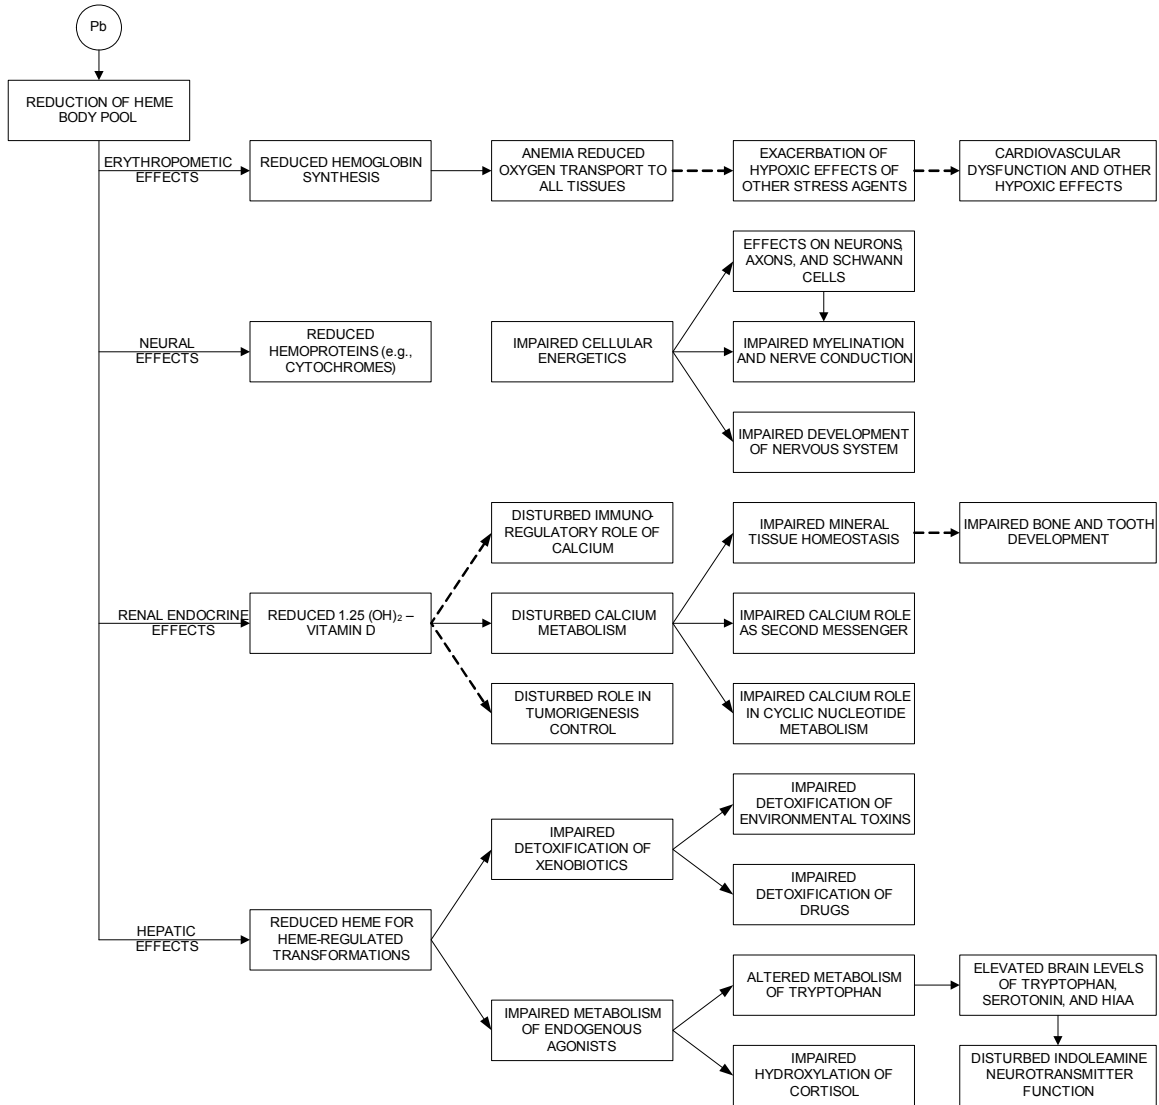 Pb
REDUCTION OF HEME
BODY POOL
ERYTHROPOMETIC
EFFECTS
REDUCED HEMOGLOBIN
SYNTHESIS
ANEMIA REDUCED
OXYGEN TRANSPORT TO
ALL TISSUES
EXACERBATION OF
HYPOXIC EFFECTS OF
OTHER STRESS AGENTS
CARDIOVASCULAR
DYSFUNCTION AND OTHER
HYPOXIC EFFECTS
NEURAL
EFFECTS
REDUCED
HEMOPROTEINS (e.g.,
CYTOCHROMES)
IMPAIRED CELLULAR
ENERGETICS
EFFECTS ON NEURONS,
AXONS, AND SCHWANN
CELLS
IMPAIRED MYELINATION
AND NERVE CONDUCTION
IMPAIRED DEVELOPMENT
OF NERVOUS SYSTEM
RENAL ENDOCRINE
EFFECTS
REDUCED 1.25 (OH)₂ –
VITAMIN D
DISTURBED IMMUNO-
REGULATORY ROLE OF
CALCIUM
DISTURBED CALCIUM
METABOLISM
DISTURBED ROLE IN
TUMORIGENESIS
CONTROL
IMPAIRED MINERAL
TISSUE HOMEOSTASIS
IMPAIRED BONE AND TOOTH
DEVELOPMENT
IMPAIRED CALCIUM ROLE
AS SECOND MESSENGER
IMPAIRED CALCIUM ROLE
IN CYCLIC NUCLEOTIDE
METABOLISM
HEPATIC
EFFECTS
REDUCED HEME FOR
HEME-REGULATED
TRANSFORMATIONS
IMPAIRED
DETOXIFICATION OF
XENOBIOTICS
IMPAIRED
DETOXIFICATION OF
ENVIRONMENTAL TOXINS
IMPAIRED
DETOXIFICATION OF
DRUGS
IMPAIRED METABOLISM
OF ENDOGENOUS
AGONISTS
ALTERED METABOLISM
OF TRYPTOPHAN
ELEVATED BRAIN LEVELS
OF TRYPTOPHAN,
SEROTONIN, AND HIAA
IMPAIRED
HYDROXYLATION OF
CORTISOL
DISTURBED INDOLEAMINE
NEUROTRANSMITTER
FUNCTION